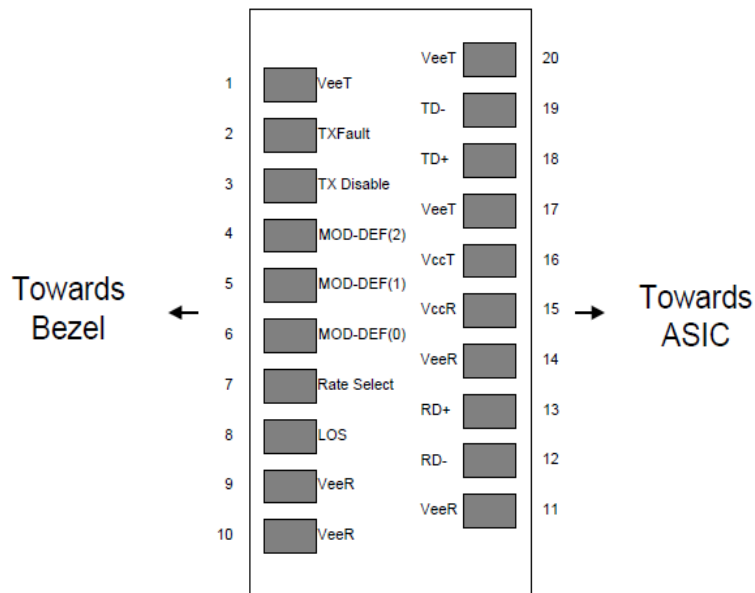 VeeT 20
1 VeeT
TD- 19
2 TXFault
TD+ 18
3 TX Disable
VeeT 17
4 MOD-DEF(2)
VccT 16
5 MOD-DEF(1)
Towards
Bezel
VccR 15
Towards
ASIC
6 MOD-DEF(0)
VeeR 14
7 Rate Select
RD+ 13
8 LOS
RD- 12
9 VeeR
VeeR 11
10 VeeR